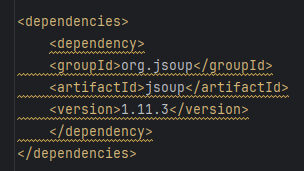 <dependencies>
<dependency>
<groupId>org.jsoup</groupId>
<artifactId>jsoup</artifactId>
<version>1.11.3</version>
</dependency>
</dependencies>